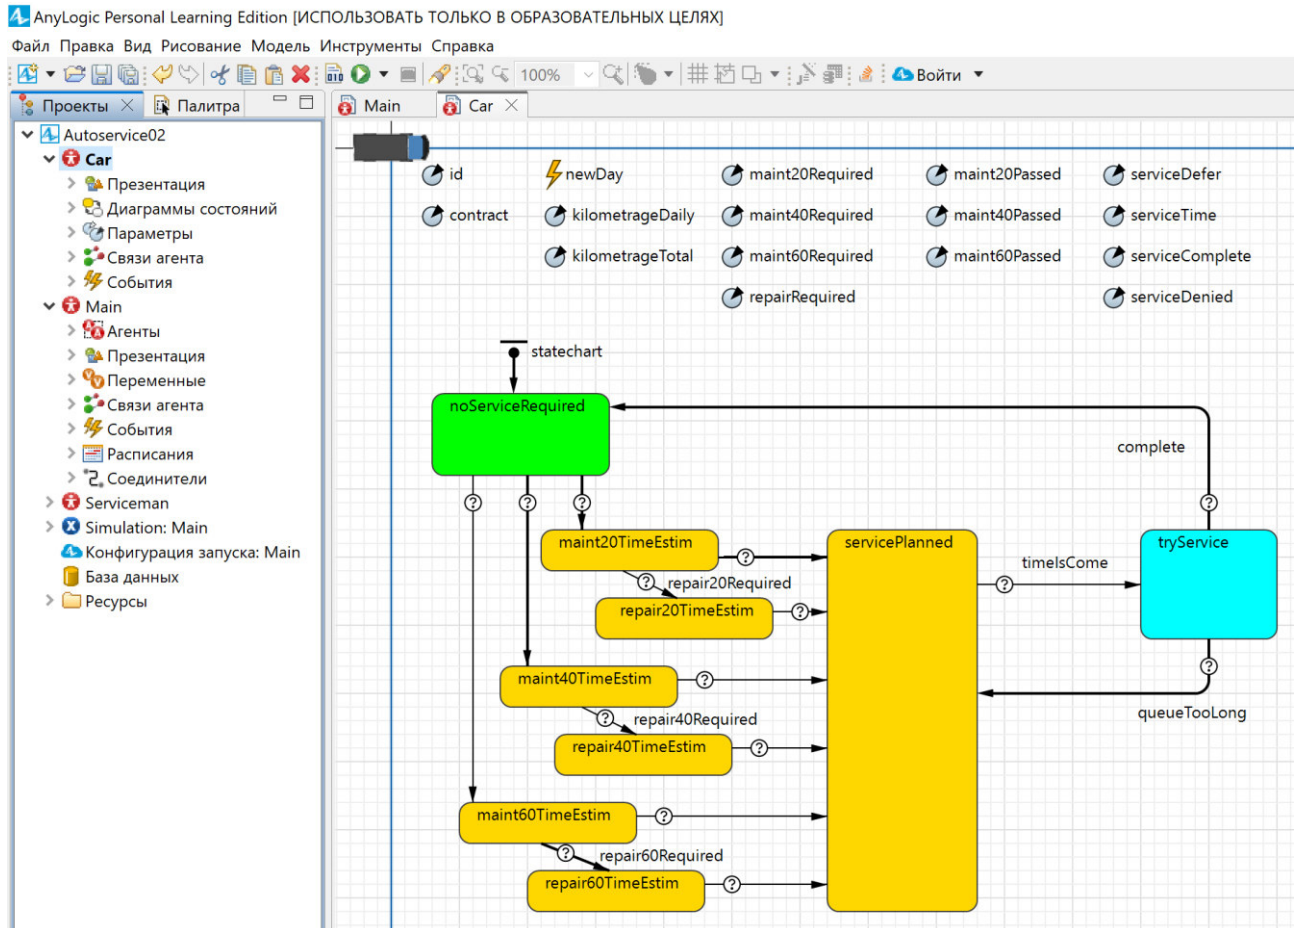 AnyLogic Personal Learning Edition [ИСПОЛЬЗОВАТЬ ТОЛЬКО В ОБРАЗОВАТЕЛЬНЫХ ЦЕЛЯХ]
Файл Правка Вид Рисование Модель Инструменты Справка
100% Войти
Проекты Палитра Main Car
Autoservice02
Car
Презентация
Диаграммы состояний
Параметры
Связи агента
События
Main
Агенты
Презентация
Переменные
Связи агента
События
Расписания
Соединители
Serviceman
Simulation: Main
Конфигурация запуска: Main
База данных
Ресурсы
id newDay maint20Required maint20Passed serviceDefer
contract kilometrageDaily maint40Required maint40Passed serviceTime
kilometrageTotal maint60Required maint60Passed serviceComplete
repairRequired serviceDenied
statechart
noServiceRequired
complete
maint20TimeEstim servicePlanned tryService
timeIsCome
repair20Required
repair20TimeEstim
maint40TimeEstim
queueTooLong
repair40Required
repair40TimeEstim
maint60TimeEstim
repair60Required
repair60TimeEstim